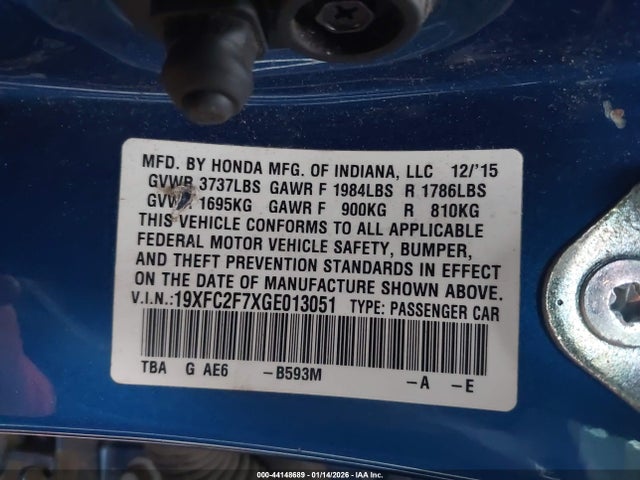 MFD. BY HONDA MFG. OF INDIANA, LLC 12/'15
GVWR 3737LBS GAWR F 1984LBS R 1786LBS
GVWR 1695KG GAWR F 900KG R 810KG
THIS VEHICLE CONFORMS TO ALL APPLICABLE
FEDERAL MOTOR VEHICLE SAFETY, BUMPER,
AND THEFT PREVENTION STANDARDS IN EFFECT
ON THE DATE OF MANUFACTURE SHOWN ABOVE.
V.I.N.:19XFC2F7XGE013051 TYPE: PASSENGER CAR
TBA G AE6 -B593M -A -E
000-44148689 - 01/14/2026 - IAA Inc.